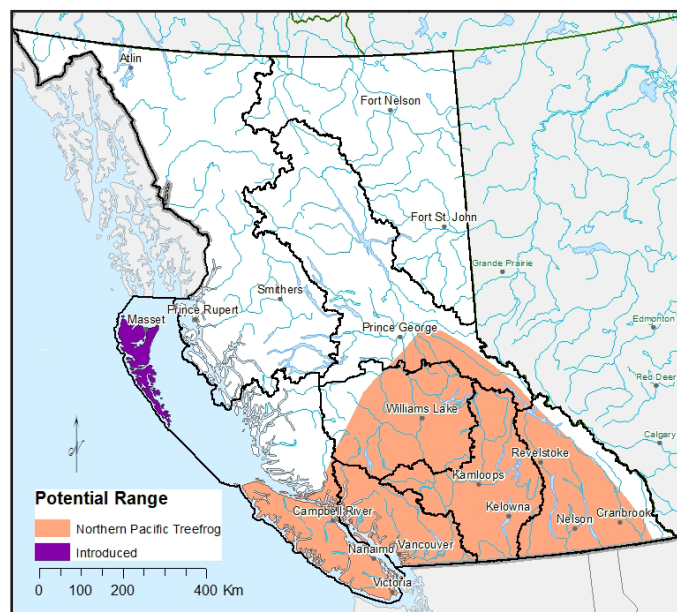 Atlin
Fort Nelson
Fort St. John
Grande Prairie
Smithers
Prince Rupert
Masset
Edmonton
Prince George
Red Deer
Williams Lake
Calgary
Revelstoke
Kamloops
Kelowna
Cranbrook
Nelson
Campbell River
Vancouver
Nanaimo
Victoria
N
Potential Range
Northern Pacific Treefrog
Introduced
0 100 200 400 Km